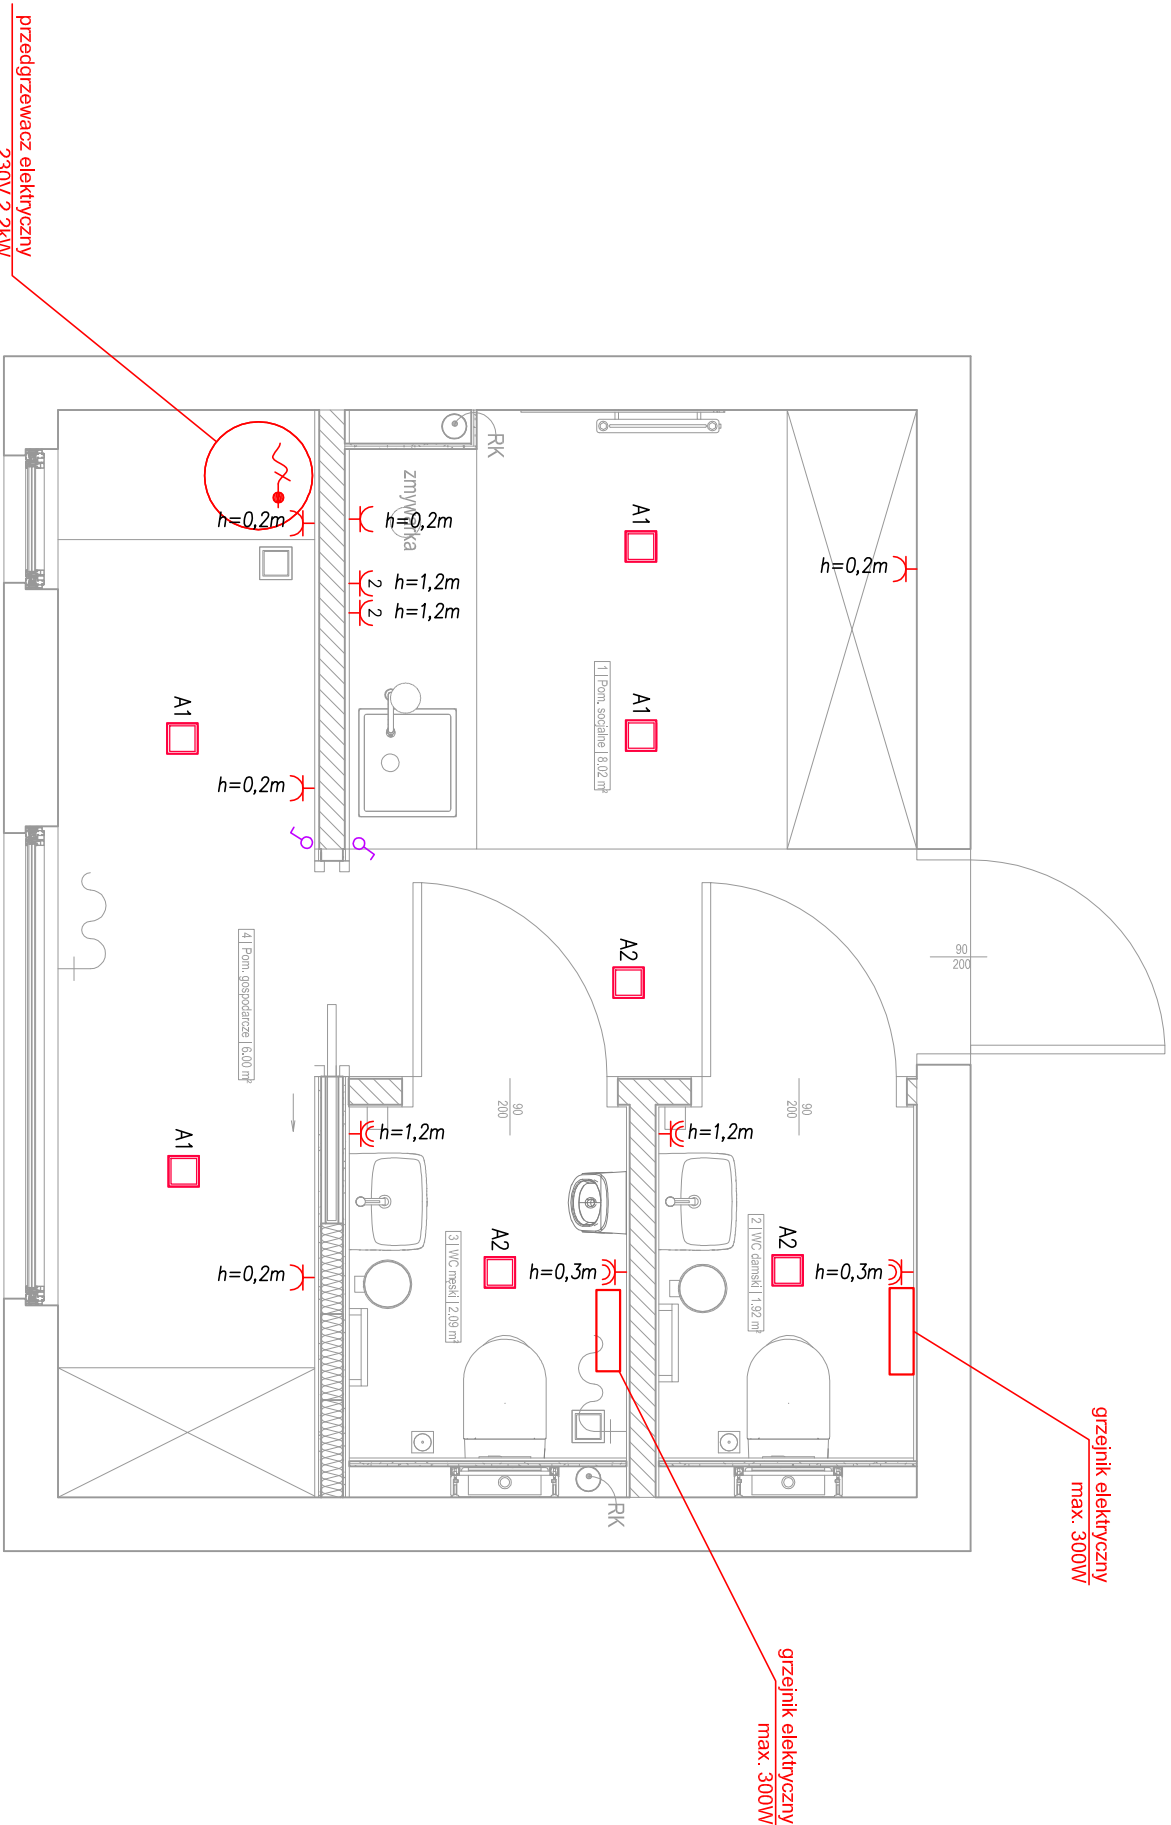 przedgrzewacz elektryczny
230V 2,2kW
RK
zmywarka
h=0,2m
h=0,2m
2
h=1,2m
2
h=1,2m
A1
h=0,2m
A1
A1
1 | Pom. socjalne | 8.02 m²
h=0,2m
A2
90
200
4 | Pom. gospodarcze | 6.00 m²
90
200
90
200
A1
h=1,2m
h=1,2m
3 | WC męski | 2.09 m²
A2
2 | WC damski | 1.92 m²
A2
h=0,2m
h=0,3m
h=0,3m
RK
grzejnik elektryczny
max. 300W
grzejnik elektryczny
max. 300W